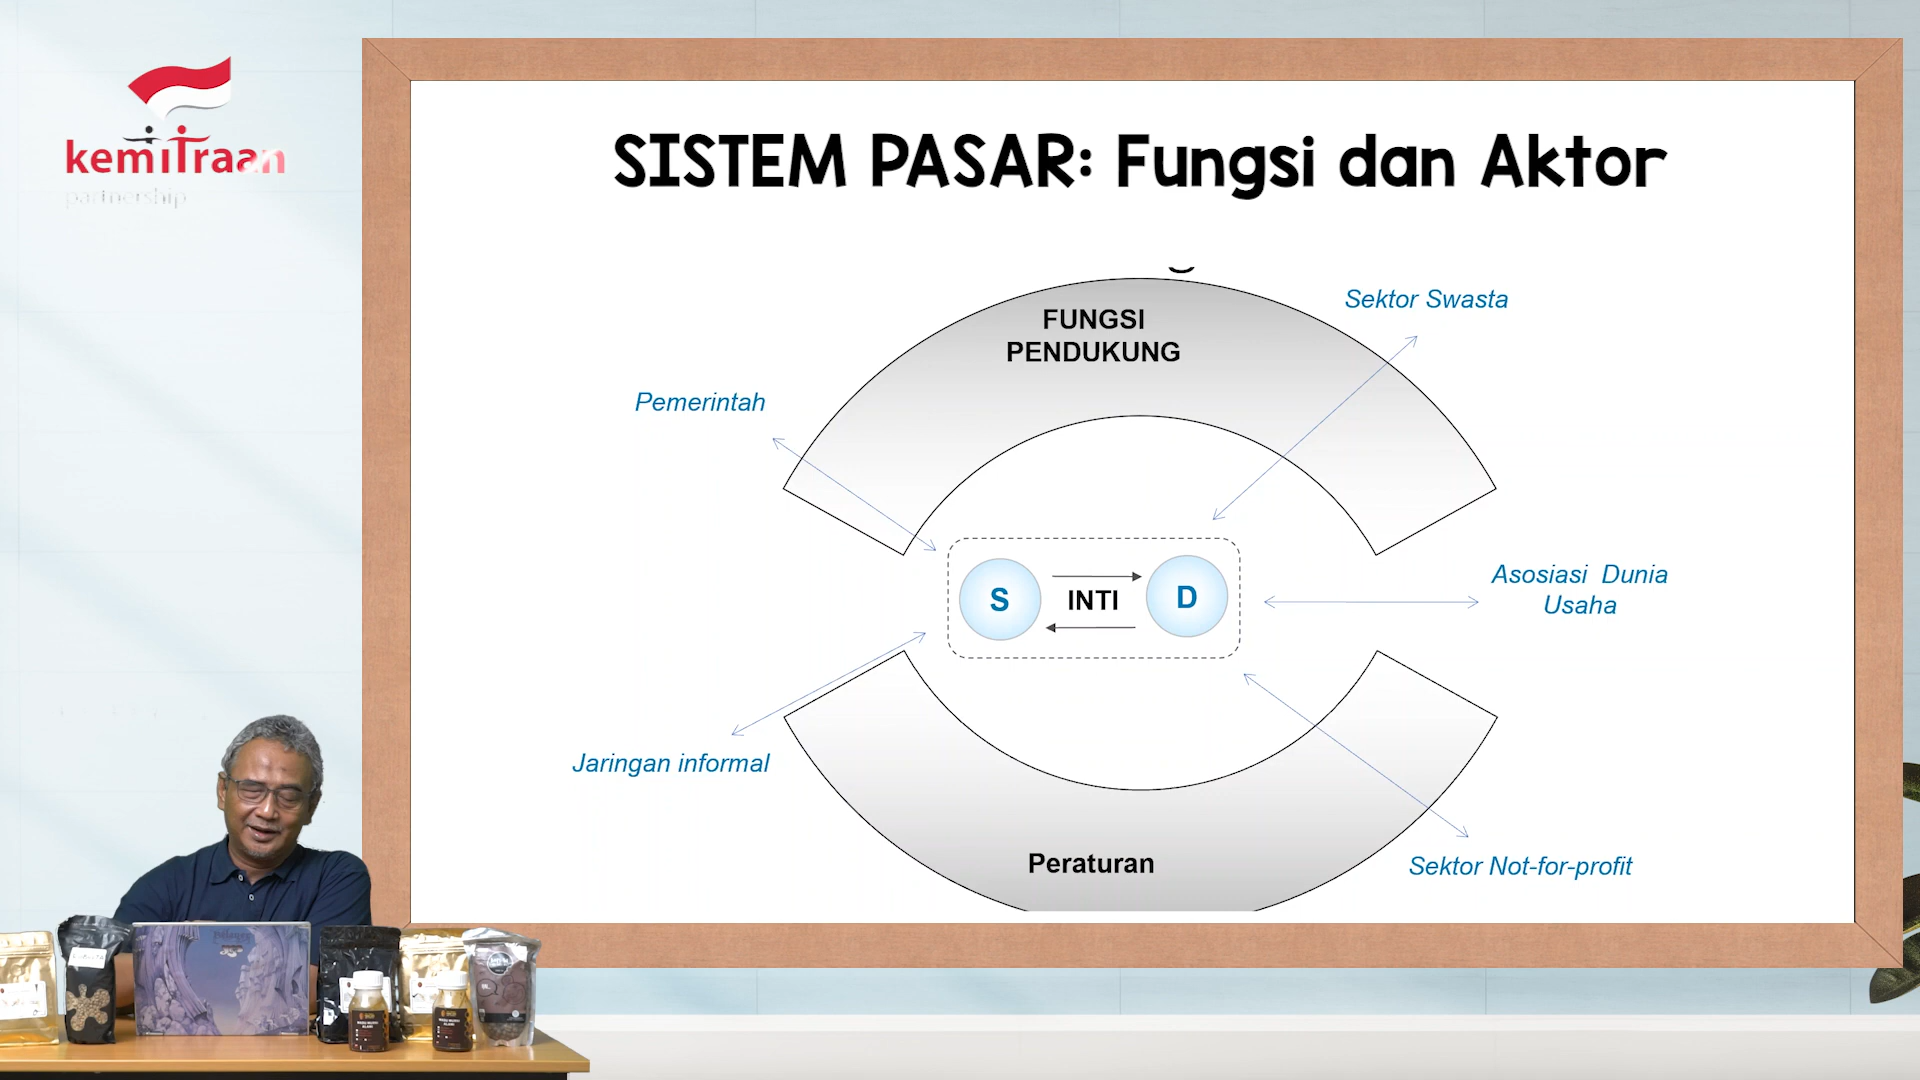 kemitraan
partnership
SISTEM PASAR: Fungsi dan Aktor
FUNGSI
PENDUKUNG
Sektor Swasta
Pemerintah
S
INTI
D
Asosiasi Dunia
Usaha
Jaringan informal
Peraturan
Sektor Not-for-profit